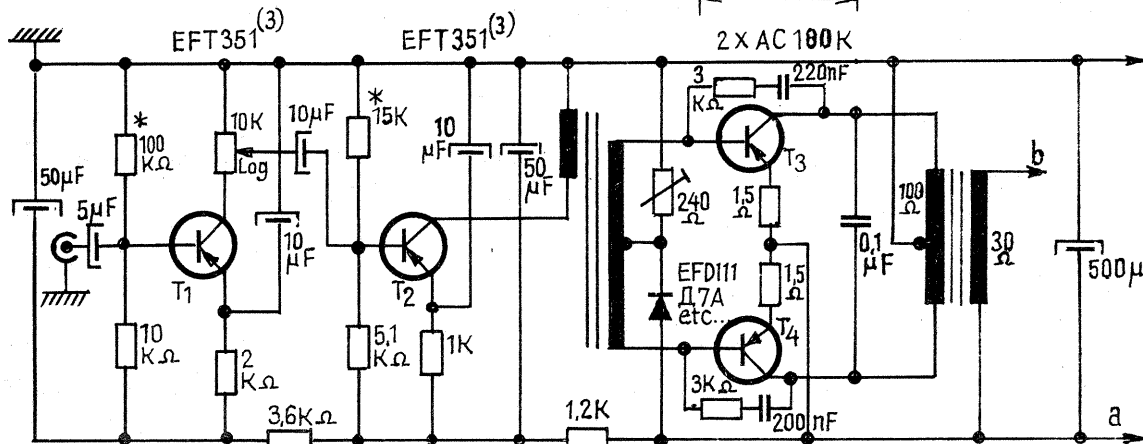 EFT351(3)
EFT351(3)
2 x AC 180 K
*
100
KΩ
10K
Log
10µF
*
15K
10
µF
50
µF
3
KΩ
220nF
T3
b
50µF
5µF
T1
10
µF
T2
240
Ω
1,5
Ω
0,1
µF
100
Ω
30
Ω
500µ
EFD111
Д7A
etc...
1,5
Ω
T4
10
KΩ
2
KΩ
5,1
KΩ
1K
3KΩ
200nF
3,6KΩ
1,2K
a